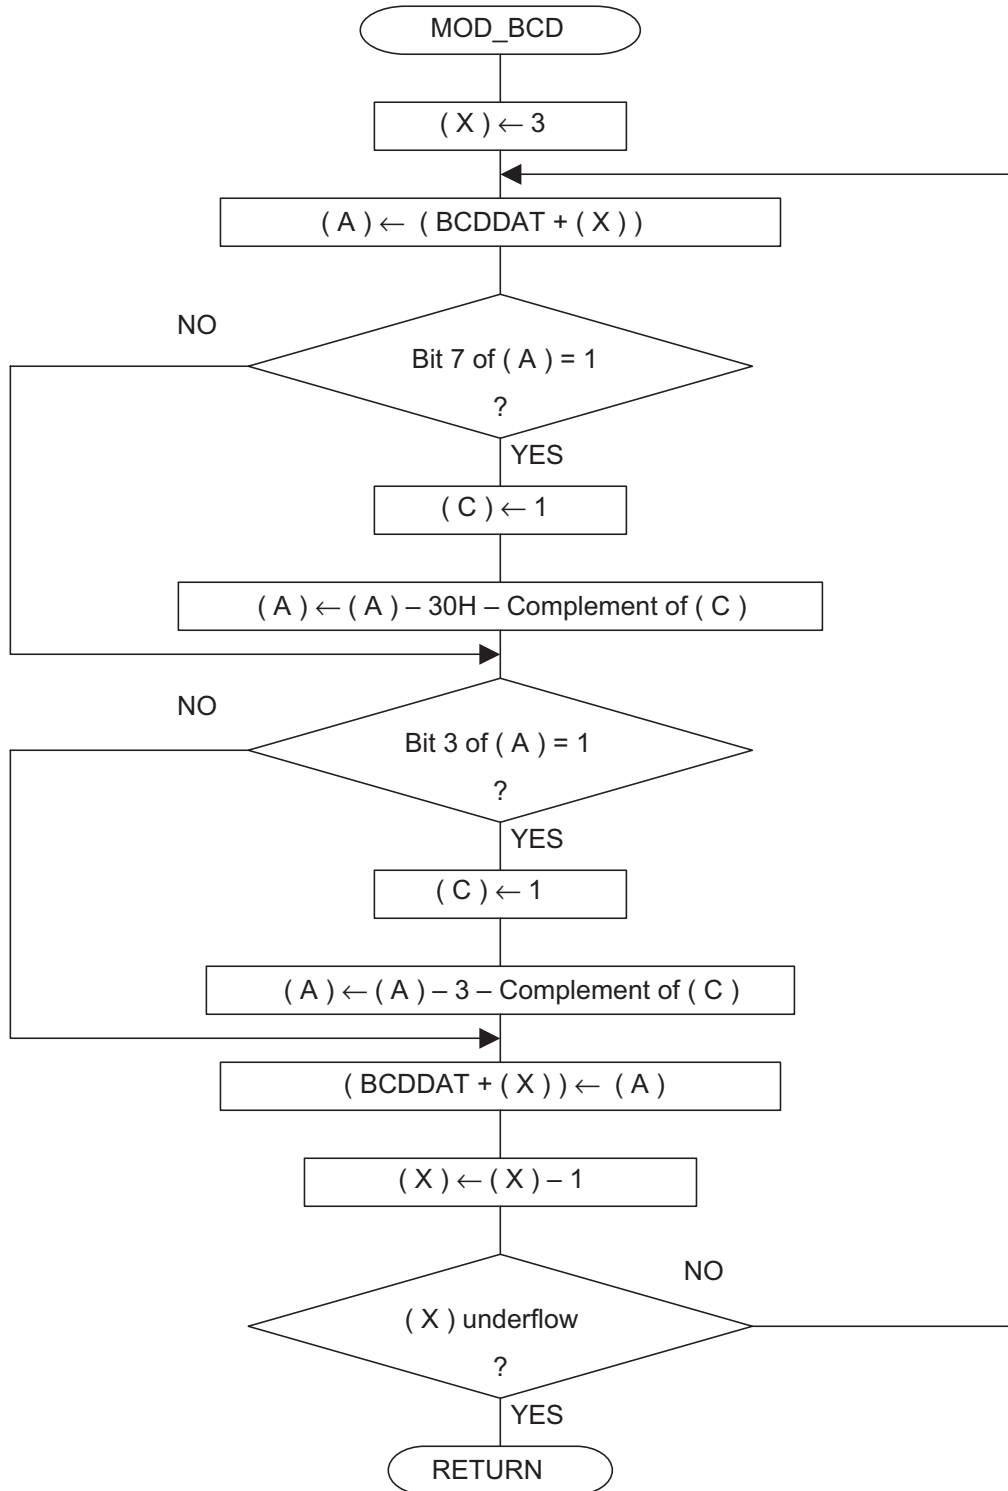 MOD_BCD
( X ) ← 3
( A ) ← ( BCDDAT + ( X ) )
NO
Bit 7 of ( A ) = 1
?
YES
( C ) ← 1
( A ) ← ( A ) – 30H – Complement of ( C )
NO
Bit 3 of ( A ) = 1
?
YES
( C ) ← 1
( A ) ← ( A ) – 3 – Complement of ( C )
( BCDDAT + ( X ) ) ← ( A )
( X ) ← ( X ) – 1
NO
( X ) underflow
?
YES
RETURN